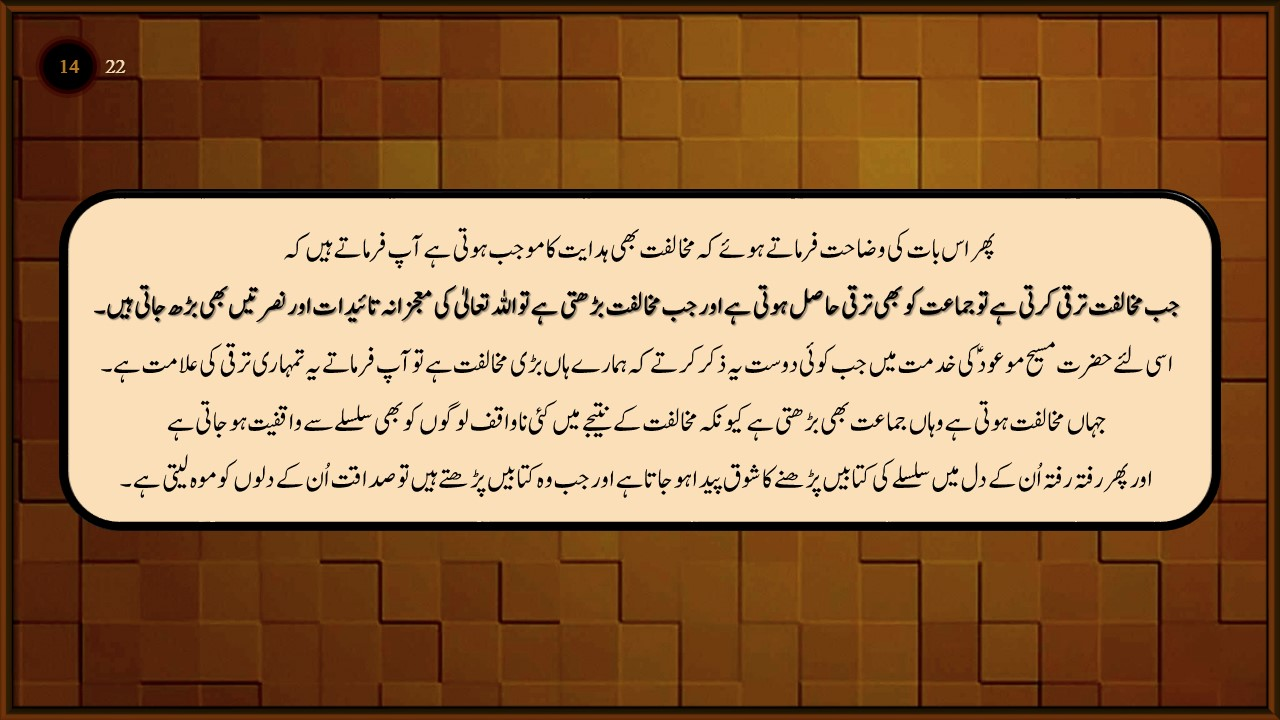 14 22
پھر اس بات کی وضاحت فرماتے ہوئے کہ مخالفت بھی ہدایت کا موجب ہوتی ہے آپ فرماتے ہیں کہ
جب مخالفت ترقی کرتی ہے تو جماعت کو بھی ترقی حاصل ہوتی ہے اور جب مخالفت بڑھتی ہے تو اللہ تعالیٰ کی معجزانہ تائیدات اور نصرتیں بھی بڑھ جاتی ہیں۔
اسی لئے حضرت مسیح موعودؑ کی خدمت میں جب کوئی دوست یہ ذکر کرتے کہ ہمارے ہاں بڑی مخالفت ہے تو آپ فرماتے یہ تمہاری ترقی کی علامت ہے۔
جہاں مخالفت ہوتی ہے وہاں جماعت بھی بڑھتی ہے کیونکہ مخالفت کے نتیجے میں کئی ناواقف لوگوں کو بھی سلسلے سے واقفیت ہو جاتی ہے
اور پھر رفتہ رفتہ اُن کے دل میں سلسلے کی کتابیں پڑھنے کا شوق پیدا ہو جاتا ہے اور جب وہ کتابیں پڑھتے ہیں تو صداقت اُن کے دلوں کو موہ لیتی ہے۔